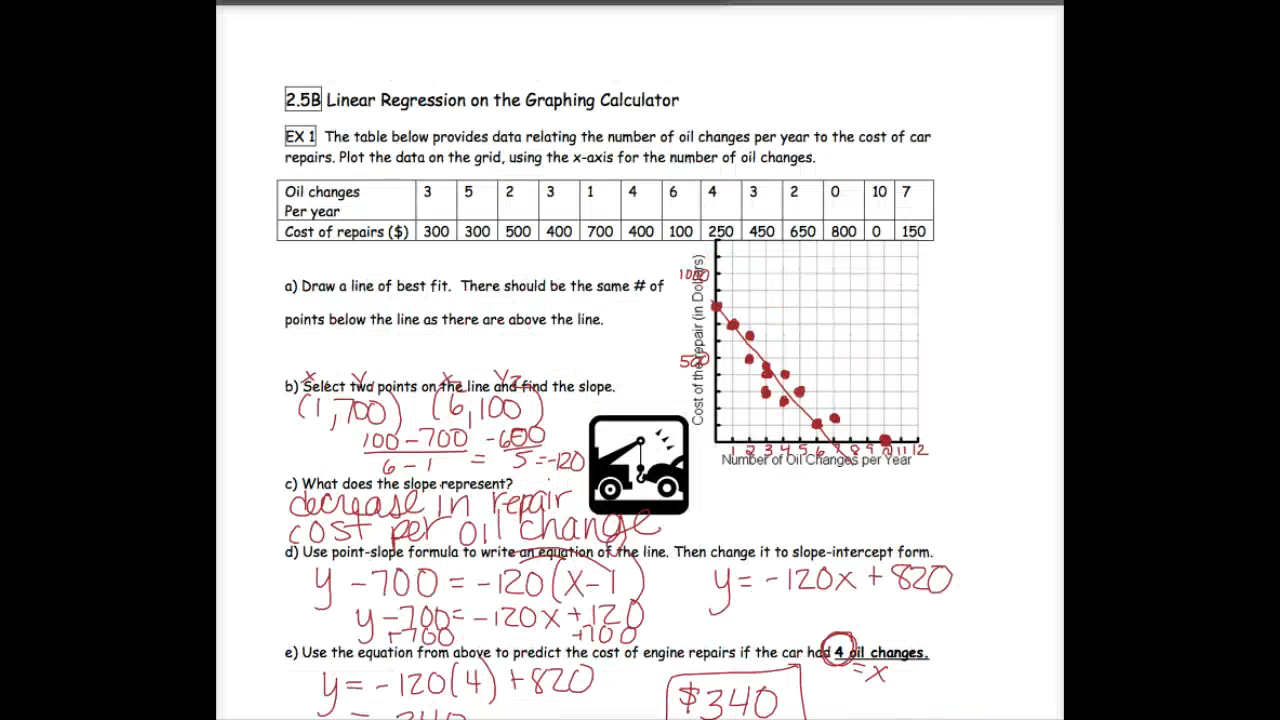 2.5B Linear Regression on the Graphing Calculator
EX 1 The table below provides data relating the number of oil changes per year to the cost of car
repairs. Plot the data on the grid, using the x-axis for the number of oil changes.
Oil changes Per year 3 5 2 3 1 4 6 4 3 2 0 10 7
Cost of repairs ($) 300 300 500 400 700 400 100 250 450 650 800 0 150
a) Draw a line of best fit. There should be the same # of
points below the line as there are above the line.
Cost of the repair (in Dollars)
1000
500
1 2 3 4 5 6 7 8 9 10 11 12
Number of Oil Changes per Year
b) Select two points on the line and find the slope.
x, y, x2 y2
(1, 700) (6, 100)
100 - 700 = -600 = -120
6 - 1 5
c) What does the slope represent?
decrease in repair
cost per oil change
d) Use point-slope formula to write an equation of the line. Then change it to slope-intercept form.
y - 700 = -120(x - 1) y = -120x + 820
y - 700 = -120x + 120
+700 +700
e) Use the equation from above to predict the cost of engine repairs if the car had 4 oil changes.
= x
y = -120(4) + 820 $340
= 340